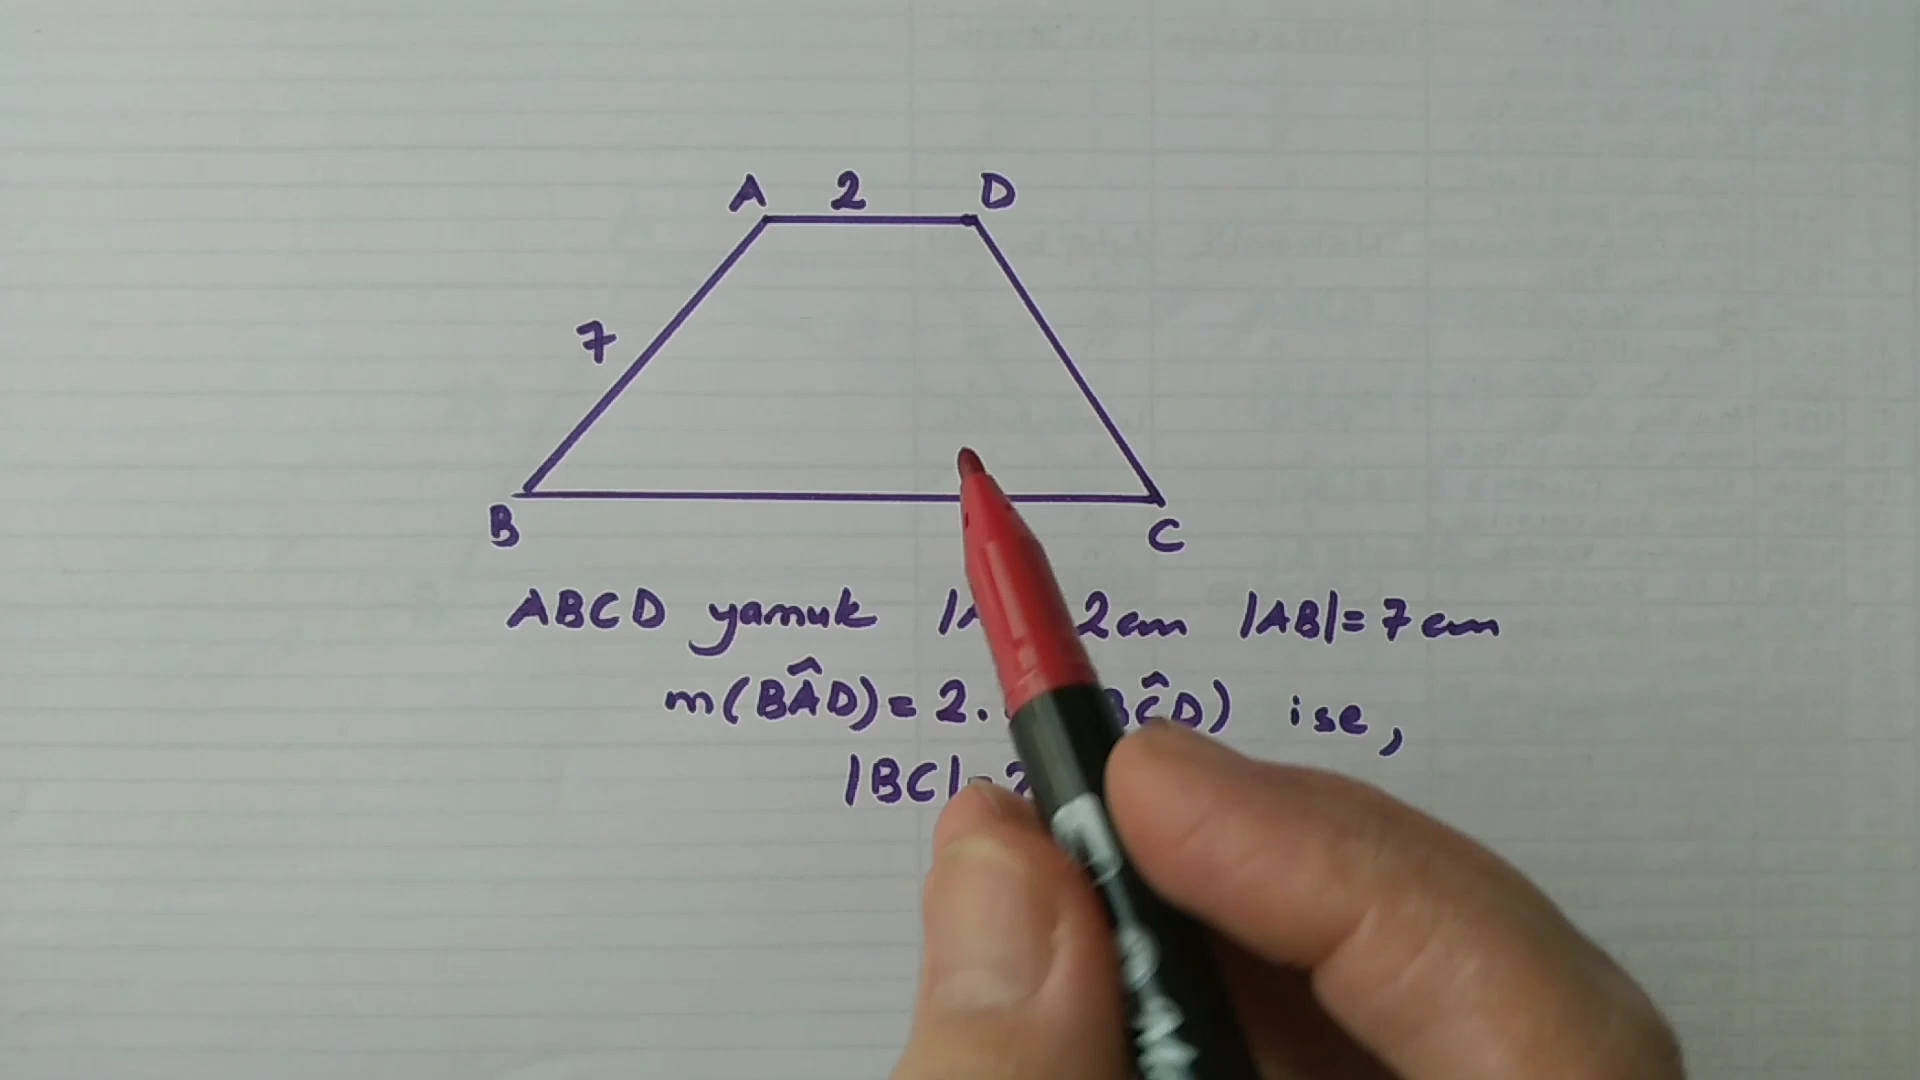 A 2 D
7
B C
ABCD yamuk |A 2cm |AB|= 7cm
m(BÂD)= 2. BĈD) ise,
|BC|=?